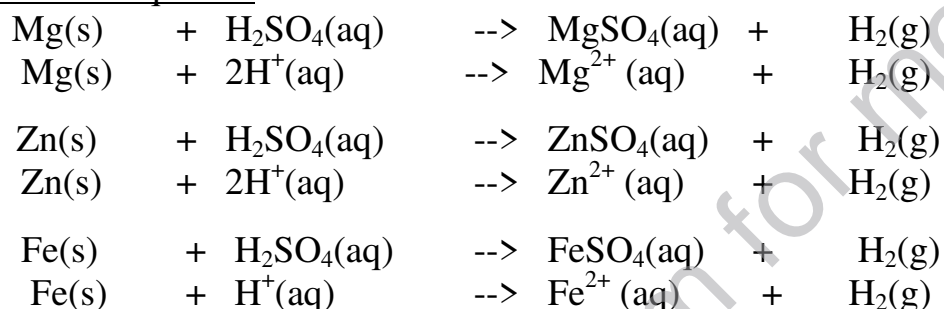 Mg(s) + H₂SO₄(aq) --> MgSO₄(aq) + H₂(g)
Mg(s) + 2H⁺(aq) --> Mg²⁺ (aq) + H₂(g)
Zn(s) + H₂SO₄(aq) --> ZnSO₄(aq) + H₂(g)
Zn(s) + 2H⁺(aq) --> Zn²⁺ (aq) + H₂(g)
Fe(s) + H₂SO₄(aq) --> FeSO₄(aq) + H₂(g)
Fe(s) + H⁺(aq) --> Fe²⁺ (aq) + H₂(g)